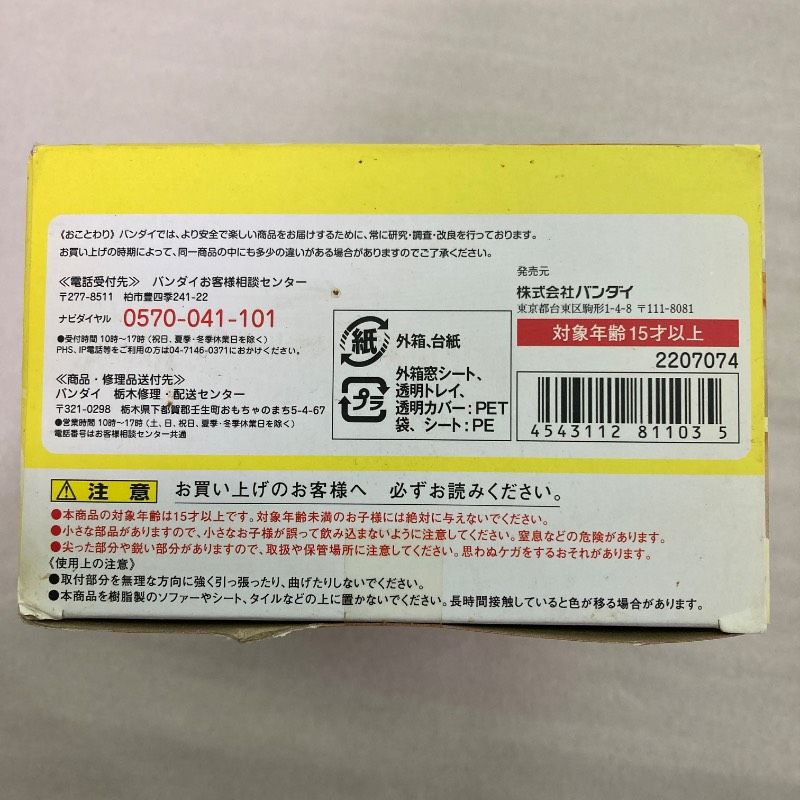 《おことわり》バンダイでは、より安全で楽しい商品をお届けするために、常に研究・調査・改良を行っております。
お買い上げの時期によって、同一商品の中にも多少の違いがある場合がありますのでご了承ください。
≪電話受付先≫ バンダイお客様相談センター
〒277-8511 柏市豊四季241-22
ナビダイヤル 0570-041-101
●受付時間 10時〜17時(祝日、夏季・冬季休業日を除く)
PHS、IP電話等をご利用の方は04-7146-0371におかけください。
≪商品・修理品送付先≫
バンダイ 栃木修理・配送センター
〒321-0298 栃木県下都賀郡壬生町おもちゃのまち5-4-67
●営業時間 10時〜17時(土、日、祝日、夏季・冬季休業日を除く)
電話番号はお客様相談センター共通
紙
外箱、台紙
プラ
外箱窓シート、
透明トレイ、
透明カバー:PET
袋、シート:PE
発売元
株式会社バンダイ
東京都台東区駒形1-4-8 〒111-8081
対象年齢15才以上
2207074
4543112 81103 5
注意 お買い上げのお客様へ 必ずお読みください。
●本商品の対象年齢は15才以上です。対象年齢未満のお子様には絶対に与えないでください。
●小さな部品がありますので、小さなお子様が誤って飲み込まないように注意してください。窒息などの危険があります。
●尖った部分や鋭い部分がありますので、取扱や保管場所に注意してください。思わぬケガをするおそれがあります。
《使用上の注意》
●取付部分を無理な方向に強く引っ張ったり、曲げたりしないでください。
●本商品を樹脂製のソファーやシート、タイルなどの上に置かないでください。長時間接触していると色が移る場合があります。